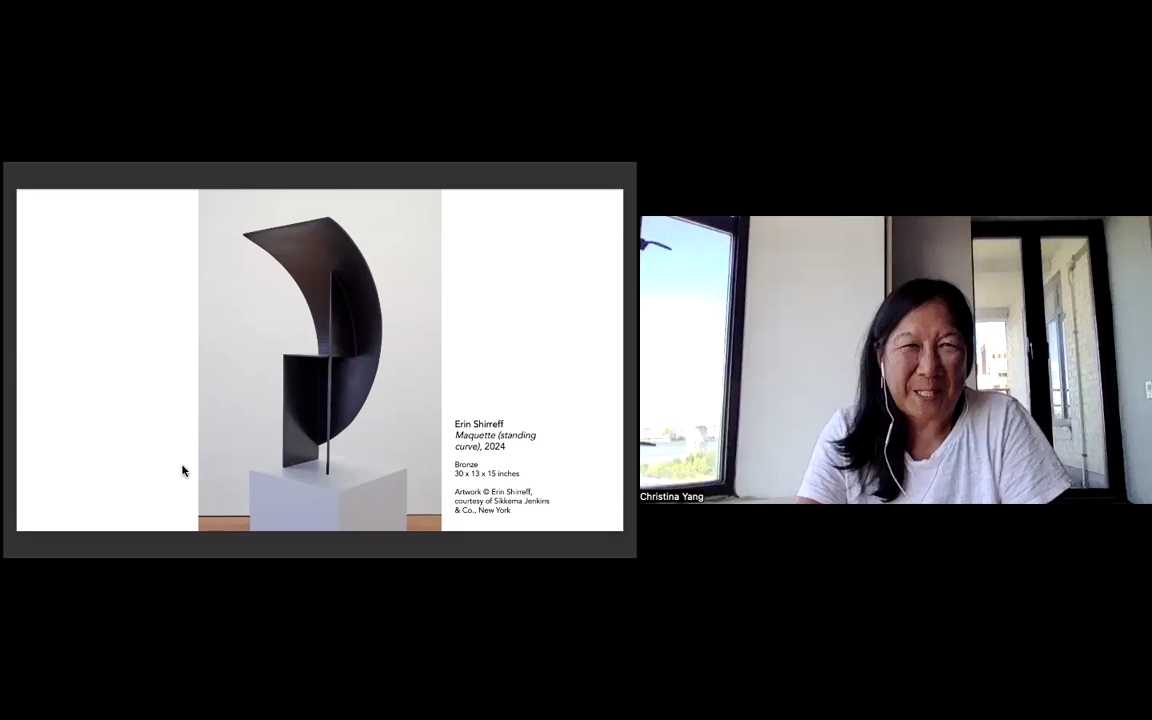 Erin Shirreff
Maquette (standing
curve), 2024
Bronze
30 x 13 x 15 inches
Artwork © Erin Shirreff,
courtesy of Sikkema Jenkins
& Co., New York
Christina Yang